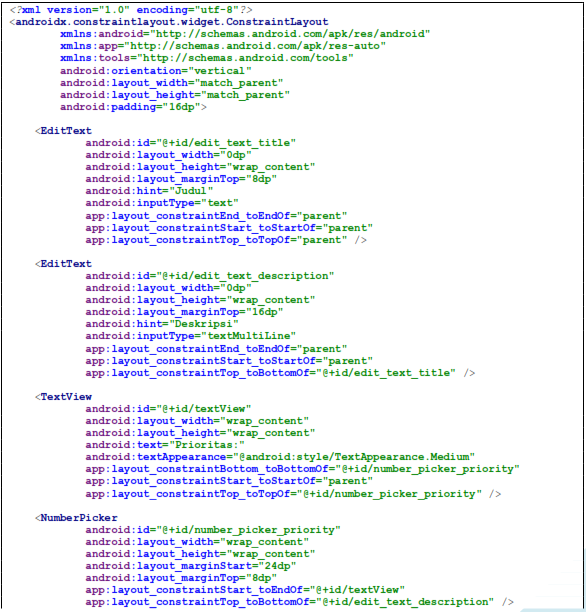 <?xml version="1.0" encoding="utf-8"?>
<androidx.constraintlayout.widget.ConstraintLayout
xmlns:android="http://schemas.android.com/apk/res/android"
xmlns:app="http://schemas.android.com/apk/res-auto"
xmlns:tools="http://schemas.android.com/tools"
android:orientation="vertical"
android:layout_width="match_parent"
android:layout_height="match_parent"
android:padding="16dp">
<EditText
android:id="@+id/edit_text_title"
android:layout_width="0dp"
android:layout_height="wrap_content"
android:layout_marginTop="8dp"
android:hint="Judul"
android:inputType="text"
app:layout_constraintEnd_toEndOf="parent"
app:layout_constraintStart_toStartOf="parent"
app:layout_constraintTop_toTopOf="parent" />
<EditText
android:id="@+id/edit_text_description"
android:layout_width="0dp"
android:layout_height="wrap_content"
android:layout_marginTop="16dp"
android:hint="Deskripsi"
android:inputType="textMultiLine"
app:layout_constraintEnd_toEndOf="parent"
app:layout_constraintStart_toStartOf="parent"
app:layout_constraintTop_toBottomOf="@+id/edit_text_title" />
<TextView
android:id="@+id/textView"
android:layout_width="wrap_content"
android:layout_height="wrap_content"
android:text="Prioritas:"
android:textAppearance="@android:style/TextAppearance.Medium"
app:layout_constraintBottom_toBottomOf="@+id/number_picker_priority"
app:layout_constraintStart_toStartOf="parent"
app:layout_constraintTop_toTopOf="@+id/number_picker_priority" />
<NumberPicker
android:id="@+id/number_picker_priority"
android:layout_width="wrap_content"
android:layout_height="wrap_content"
android:layout_marginStart="24dp"
android:layout_marginTop="8dp"
app:layout_constraintStart_toEndOf="@+id/textView"
app:layout_constraintTop_toBottomOf="@+id/edit_text_description" />